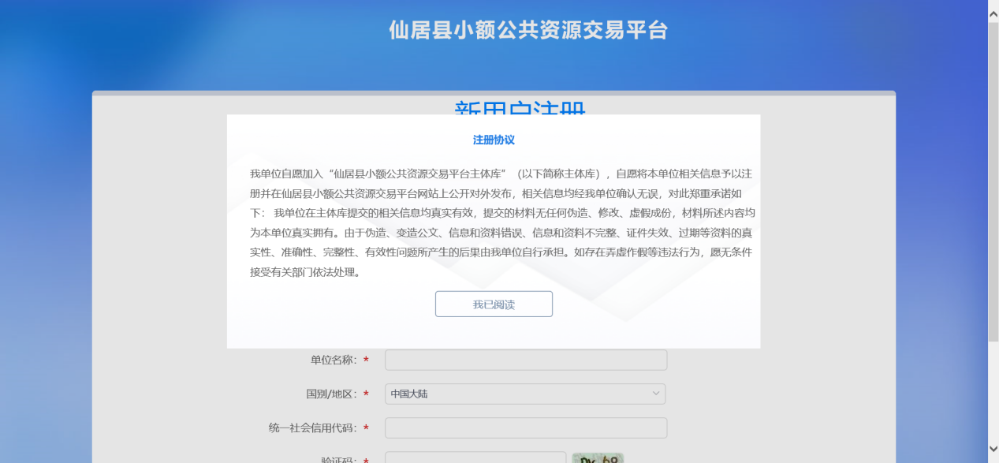 仙居县小额公共资源交易平台
新用户注册
注册协议
我单位自愿加入“仙居县小额公共资源交易平台主体库”（以下简称主体库），自愿将本单位相关信息予以注
册并在仙居县小额公共资源交易平台网站上公开对外发布，相关信息均经我单位确认无误，对此郑重承诺如
下： 我单位在主体库提交的相关信息均真实有效，提交的材料无任何伪造、修改、虚假成份，材料所述内容均
为本单位真实拥有。由于伪造、变造公文、信息和资料错误、信息和资料不完整、证件失效、过期等资料的真
实性、准确性、完整性、有效性问题所产生的后果由我单位自行承担。如存在弄虚作假等违法行为，愿无条件
接受有关部门依法处理。
我已阅读
单位名称：*
国别/地区：* 中国大陆
统一社会信用代码：*
验证码：*